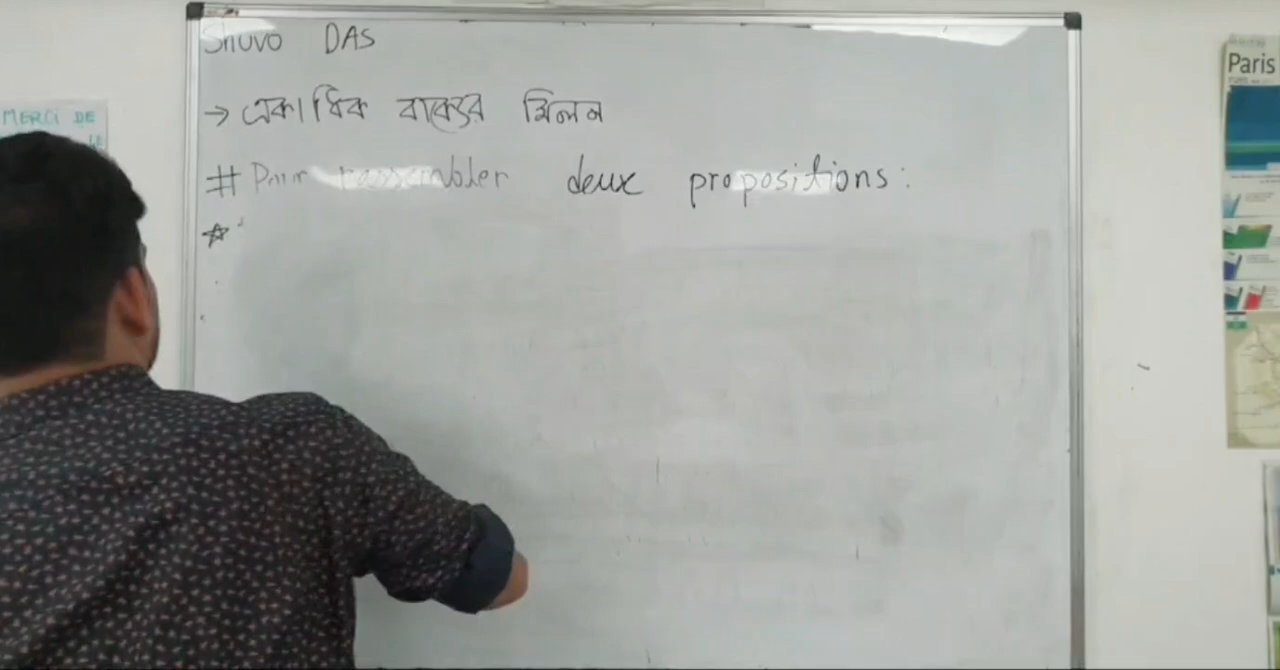 Shuvo DAS
→ একাধিক বাক্যের মিলন
# Pour rassembler deux propositions:
☆
MERCI DE
Paris